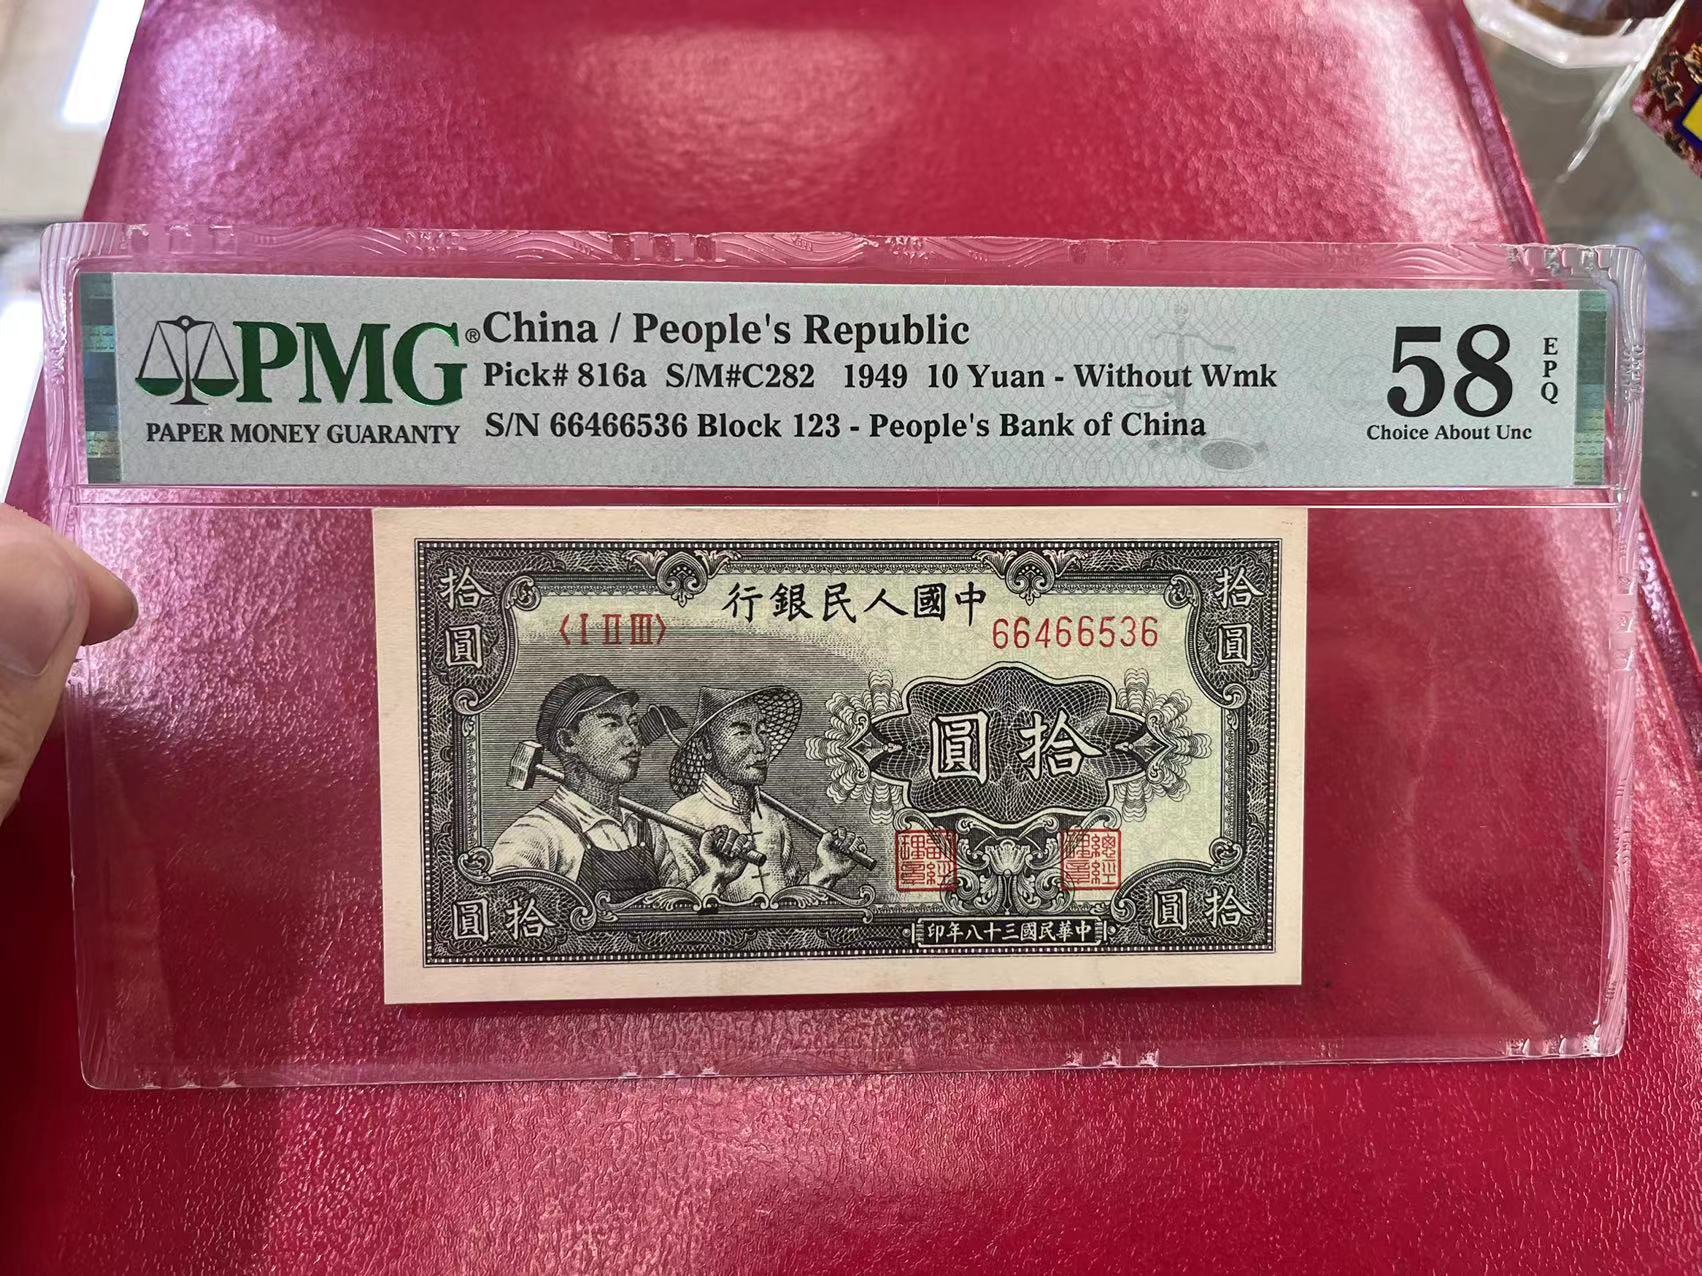 PMG®
PAPER MONEY GUARANTY
China / People's Republic
Pick# 816a S/M#C282 1949 10 Yuan - Without Wmk
S/N 66466536 Block 123 - People's Bank of China
58
EPQ
Choice About Unc
行銀民人國中
〈I II III〉
66466536
拾圓
拾圓
圓拾
圓拾
圓拾
印年八十三國民華中